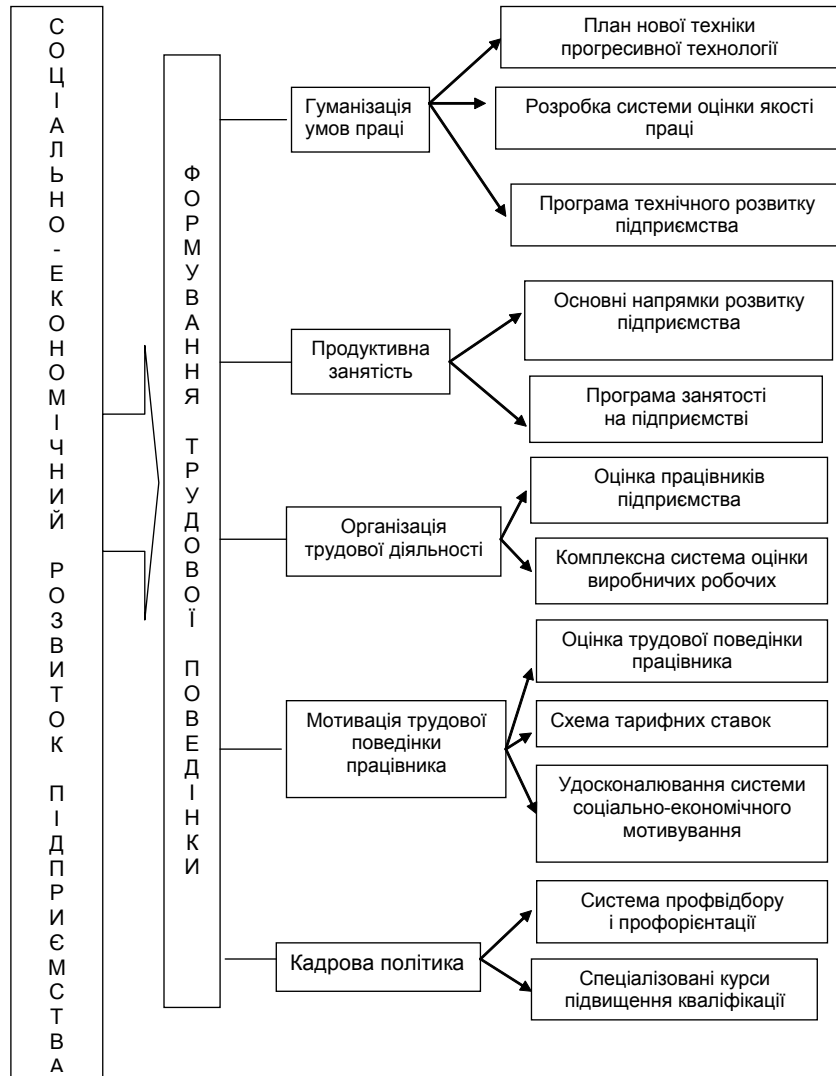 СОЦІАЛЬНО-ЕКОНОМІЧНИЙ РОЗВИТОК ПІДПРИЄМСТВА
ФОРМУВАННЯ ТРУДОВОЇ ПОВЕДІНКИ
Гуманізація
умов праці
План нової техніки
прогресивної технології
Розробка системи оцінки якості
праці
Програма технічного розвитку
підприємства
Продуктивна
занятість
Основні напрямки розвитку
підприємства
Програма занятості
на підприємстві
Організація
трудової діяльності
Оцінка працівників
підприємства
Комплексна система оцінки
виробничих робочих
Мотивація трудової
поведінки
працівника
Оцінка трудової поведінки
працівника
Схема тарифних ставок
Удосконалювання системи
соціально-економічного
мотивування
Кадрова політика
Система профвідбору
і профорієнтації
Спеціалізовані курси
підвищення кваліфікації